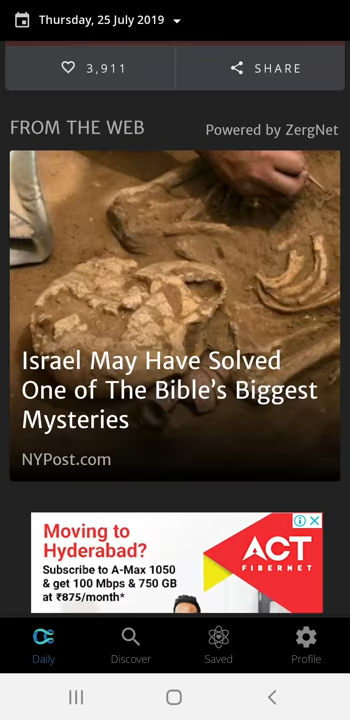 Thursday, 25 July 2019
3,911
SHARE
FROM THE WEB
Powered by ZergNet
Israel May Have Solved
One of The Bible's Biggest
Mysteries
NYPost.com
Moving to
Hyderabad?
Subscribe to A-Max 1050
& get 100 Mbps & 750 GB
at ₹875/month*
ACT
FIBERNET
Daily
Discover
Saved
Profile